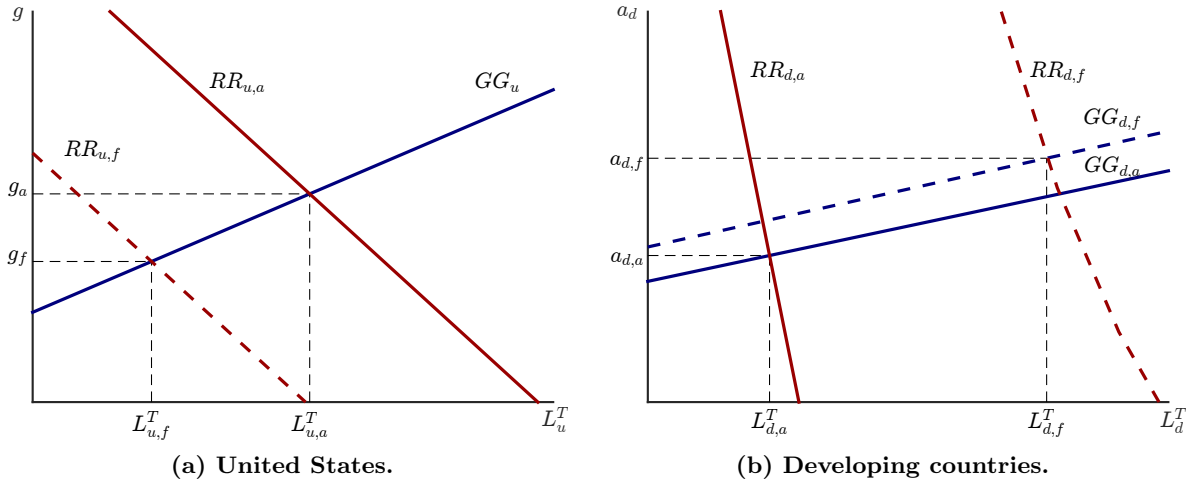 g
RR_{u,a}
GG_u
RR_{u,f}
g_a
g_f
L^T_{u,f}
L^T_{u,a}
L^T_u
(a) United States.
a_d
RR_{d,a}
RR_{d,f}
GG_{d,f}
a_{d,f}
GG_{d,a}
a_{d,a}
L^T_{d,a}
L^T_{d,f}
L^T_d
(b) Developing countries.